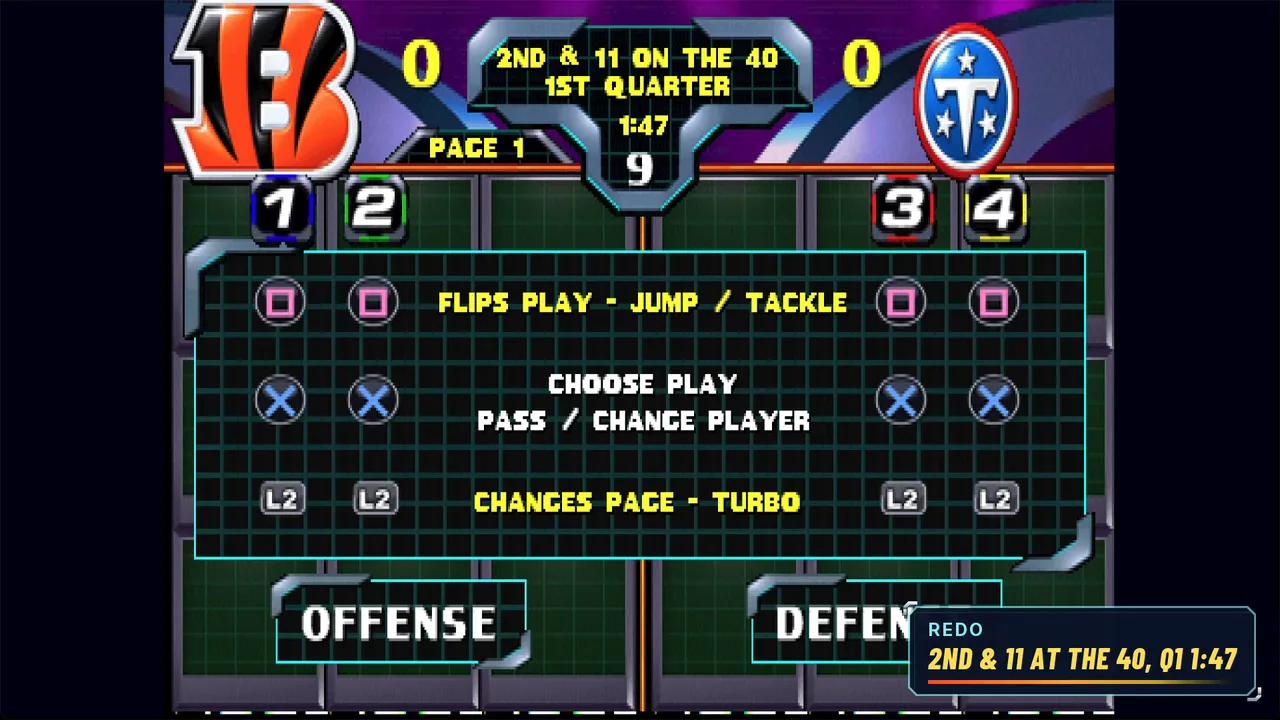 0
2ND & 11 ON THE 40
1ST QUARTER
0
1:47
9
PAGE 1
1 2 3 4
FLIPS PLAY - JUMP / TACKLE
CHOOSE PLAY
PASS / CHANGE PLAYER
L2 L2 CHANGES PAGE - TURBO L2 L2
OFFENSE
DEFEN
REDO
2ND & 11 AT THE 40, Q1 1:47